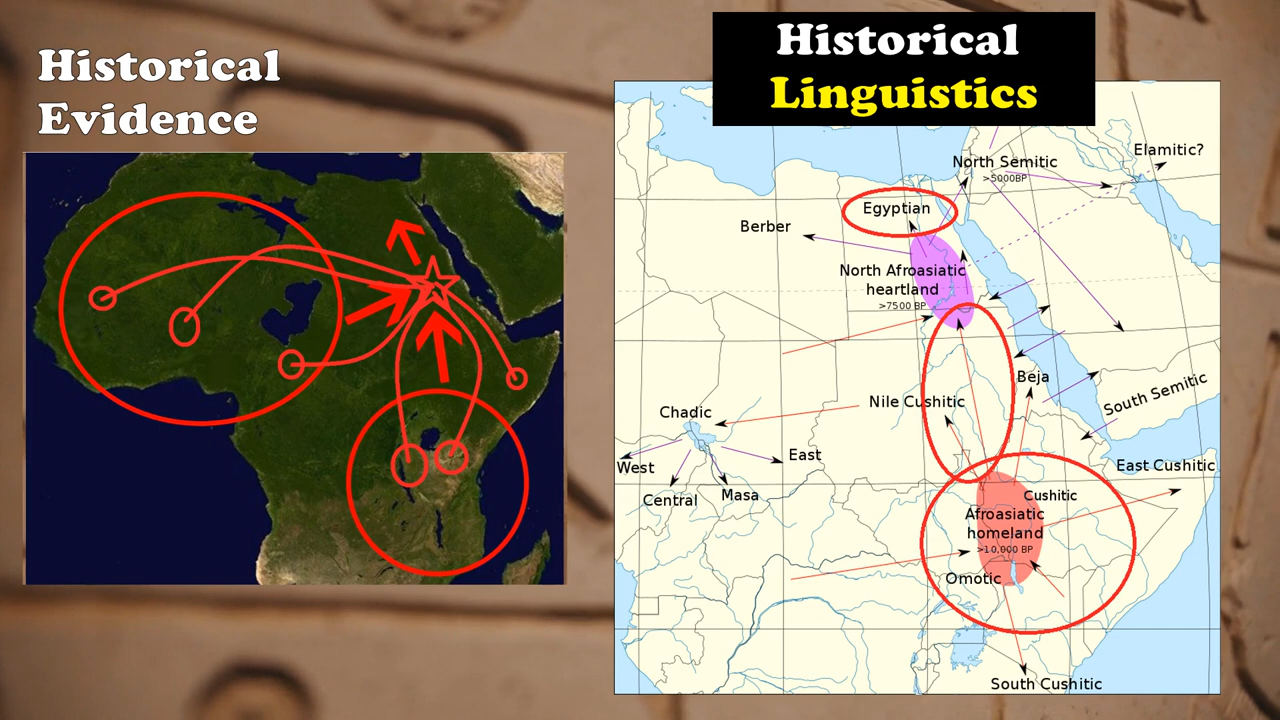 Historical
Evidence
Historical
Linguistics
North Semitic
>5000BP
Elamitic?
Egyptian
Berber
North Afroasiatic
heartland
>7500 BP
Beja
South Semitic
Nile Cushitic
Chadic
East
West
Central
Masa
East Cushitic
Cushitic
Afroasiatic
homeland
>10,000 BP
Omotic
South Cushitic